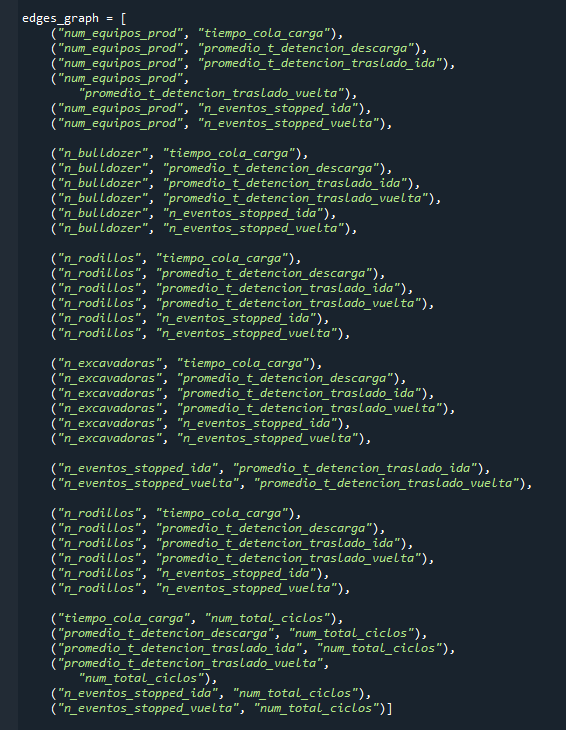 edges_graph = [
("num_equipos_prod", "tiempo_cola_carga"),
("num_equipos_prod", "promedio_t_detencion_descarga"),
("num_equipos_prod", "promedio_t_detencion_traslado_ida"),
("num_equipos_prod",
"promedio_t_detencion_traslado_vuelta"),
("num_equipos_prod", "n_eventos_stopped_ida"),
("num_equipos_prod", "n_eventos_stopped_vuelta"),
("n_bulldozer", "tiempo_cola_carga"),
("n_bulldozer", "promedio_t_detencion_descarga"),
("n_bulldozer", "promedio_t_detencion_traslado_ida"),
("n_bulldozer", "promedio_t_detencion_traslado_vuelta"),
("n_bulldozer", "n_eventos_stopped_ida"),
("n_bulldozer", "n_eventos_stopped_vuelta"),
("n_rodillos", "tiempo_cola_carga"),
("n_rodillos", "promedio_t_detencion_descarga"),
("n_rodillos", "promedio_t_detencion_traslado_ida"),
("n_rodillos", "promedio_t_detencion_traslado_vuelta"),
("n_rodillos", "n_eventos_stopped_ida"),
("n_rodillos", "n_eventos_stopped_vuelta"),
("n_excavadoras", "tiempo_cola_carga"),
("n_excavadoras", "promedio_t_detencion_descarga"),
("n_excavadoras", "promedio_t_detencion_traslado_ida"),
("n_excavadoras", "promedio_t_detencion_traslado_vuelta"),
("n_excavadoras", "n_eventos_stopped_ida"),
("n_excavadoras", "n_eventos_stopped_vuelta"),
("n_eventos_stopped_ida", "promedio_t_detencion_traslado_ida"),
("n_eventos_stopped_vuelta", "promedio_t_detencion_traslado_vuelta"),
("n_rodillos", "tiempo_cola_carga"),
("n_rodillos", "promedio_t_detencion_descarga"),
("n_rodillos", "promedio_t_detencion_traslado_ida"),
("n_rodillos", "promedio_t_detencion_traslado_vuelta"),
("n_rodillos", "n_eventos_stopped_ida"),
("n_rodillos", "n_eventos_stopped_vuelta"),
("tiempo_cola_carga", "num_total_ciclos"),
("promedio_t_detencion_descarga", "num_total_ciclos"),
("promedio_t_detencion_traslado_ida", "num_total_ciclos"),
("promedio_t_detencion_traslado_vuelta",
"num_total_ciclos"),
("n_eventos_stopped_ida", "num_total_ciclos"),
("n_eventos_stopped_vuelta", "num_total_ciclos")]